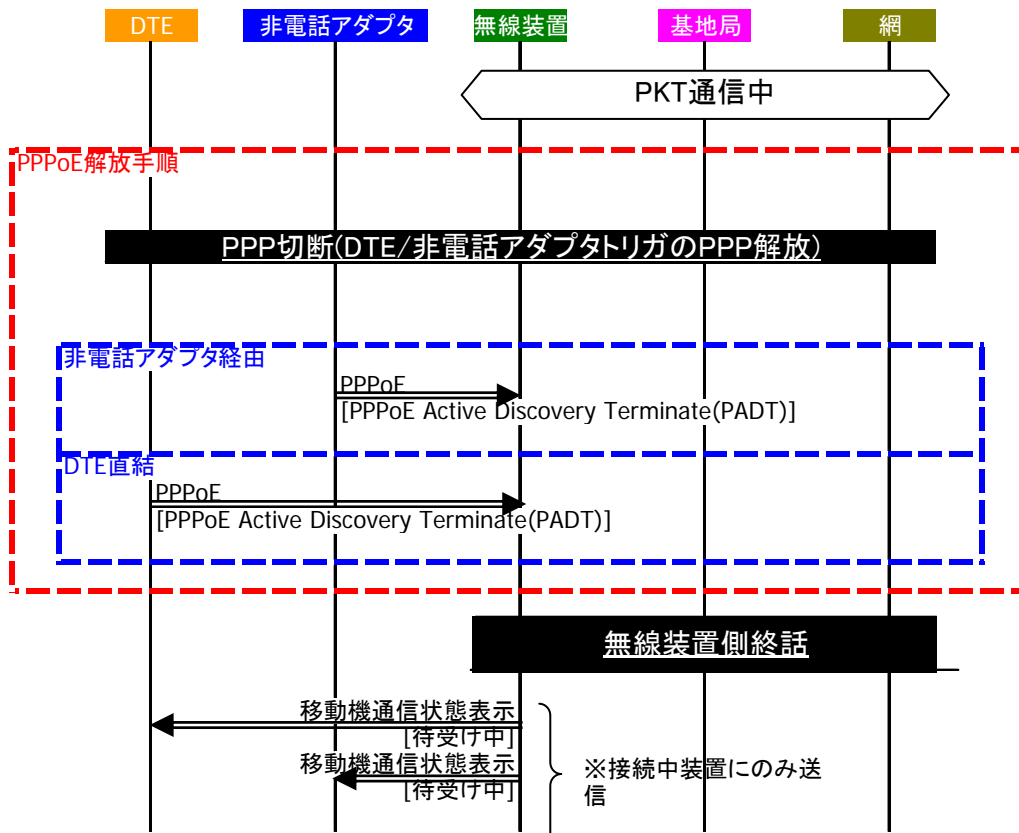 DTE
非電話アダプタ
無線装置
基地局
網
PKT通信中
PPPoE解放手順
PPP切断(DTE/非電話アダプタトリガのPPP解放)
非電話アダプタ経由
PPPoE
[PPPoE Active Discovery Terminate(PADT)]
DTE直結
PPPoE
[PPPoE Active Discovery Terminate(PADT)]
無線装置側終話
移動機通信状態表示
[待受け中]
移動機通信状態表示
[待受け中]
※接続中装置にのみ送
信